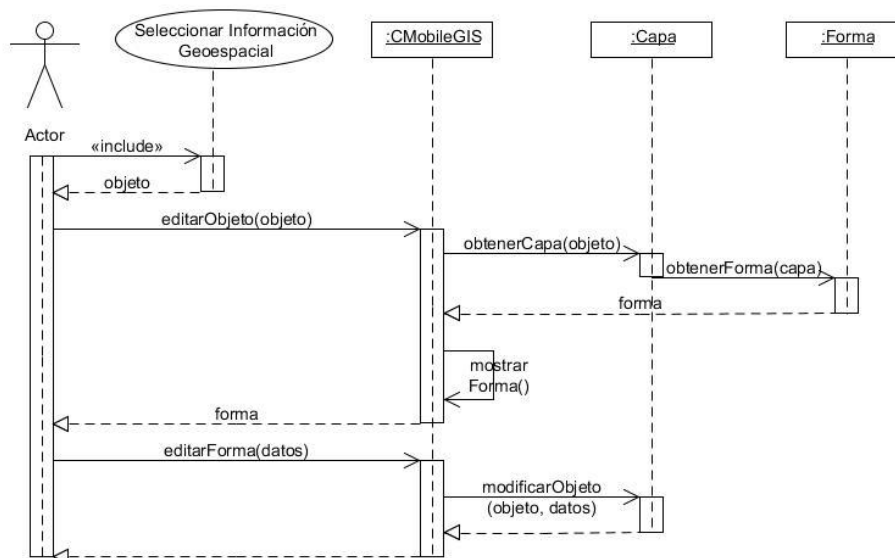 Seleccionar Información
Geoespacial
:CMobileGIS
:Capa
:Forma
Actor
«include»
objeto
editarObjeto(objeto)
obtenerCapa(objeto)
obtenerForma(capa)
forma
mostrar
Forma()
forma
editarForma(datos)
modificarObjeto
(objeto, datos)